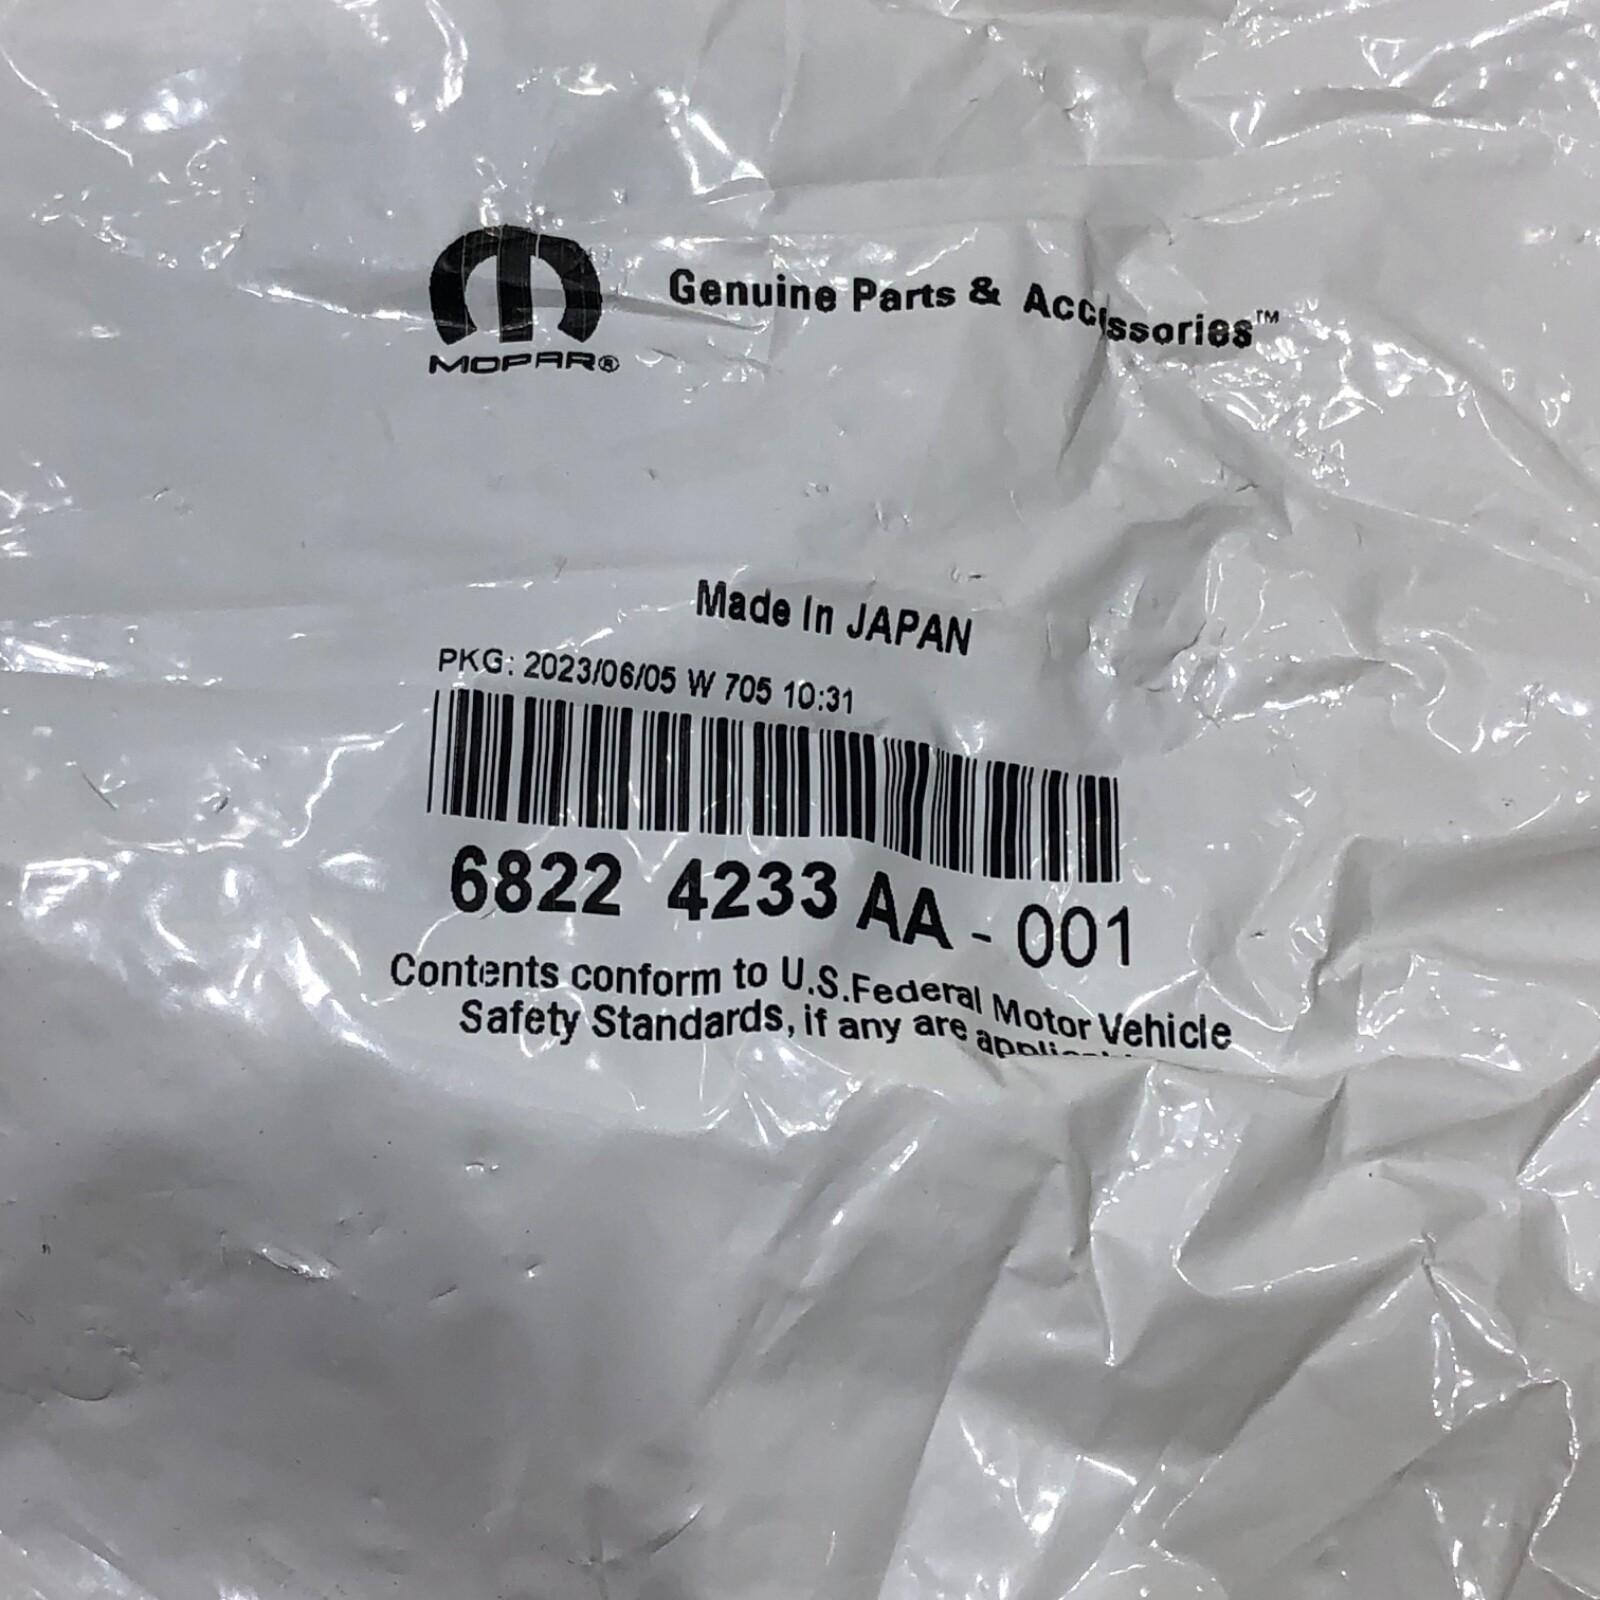 MOPAR®
Genuine Parts & Accessories™
Made In JAPAN
PKG: 2023/06/05 W 705 10:31
6822 4233 AA - 001
Contents conform to U.S.Federal Motor Vehicle
Safety Standards, if any are